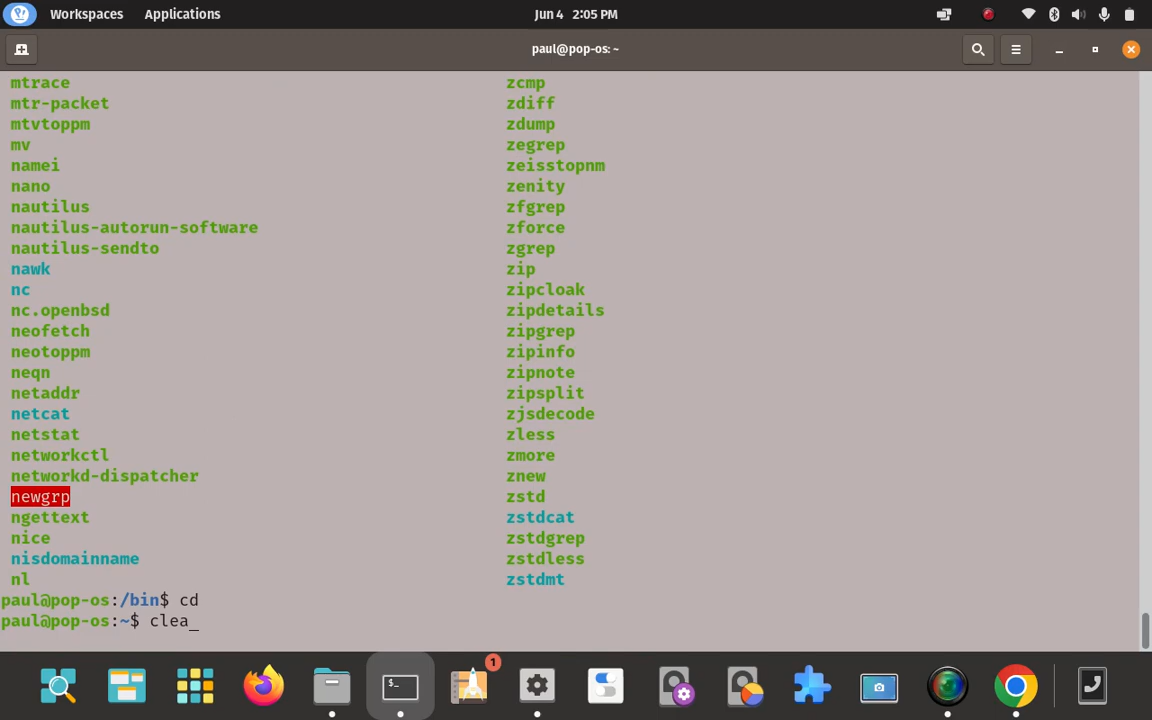 Workspaces Applications Jun 4 2:05 PM
paul@pop-os: ~
mtrace zcmp
mtr-packet zdiff
mtvtoppm zdump
mv zegrep
namei zeisstopnm
nano zenity
nautilus zfgrep
nautilus-autorun-software zforce
nautilus-sendto zgrep
nawk zip
nc zipcloak
nc.openbsd zipdetails
neofetch zipgrep
neotoppm zipinfo
neqn zipnote
netaddr zipsplit
netcat zjsdecode
netstat zless
networkctl zmore
networkd-dispatcher znew
newgrp zstd
ngettext zstdcat
nice zstdgrep
nisdomainname zstdless
nl zstdmt
paul@pop-os:/bin$ cd
paul@pop-os:~$ clea_
$_ 1